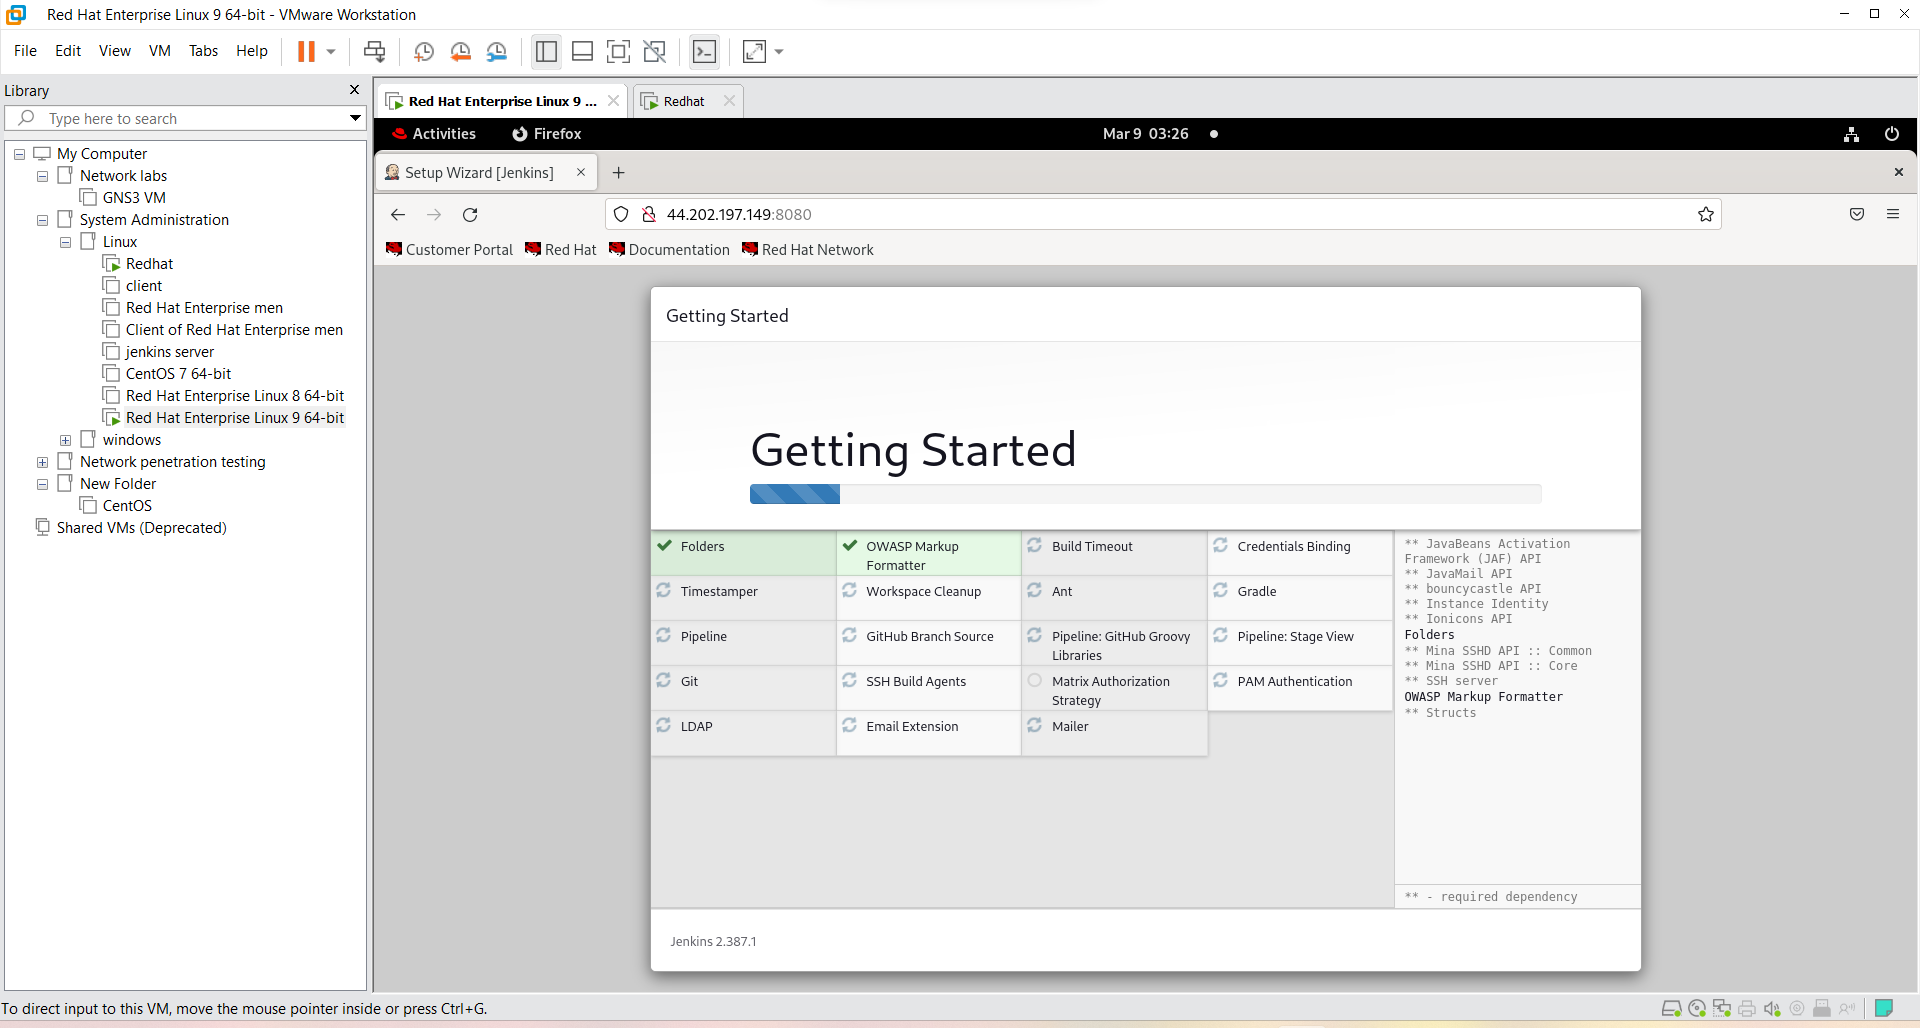 Red Hat Enterprise Linux 9 64-bit - VMware Workstation
File Edit View VM Tabs Help
Library
Type here to search
My Computer
Network labs
GNS3 VM
System Administration
Linux
Redhat
client
Red Hat Enterprise men
Client of Red Hat Enterprise men
jenkins server
CentOS 7 64-bit
Red Hat Enterprise Linux 8 64-bit
Red Hat Enterprise Linux 9 64-bit
windows
Network penetration testing
New Folder
CentOS
Shared VMs (Deprecated)
Red Hat Enterprise Linux 9 ...
Redhat
Activities
Firefox
Mar 9 03:26
Setup Wizard [Jenkins]
44.202.197.149:8080
Customer Portal
Red Hat
Documentation
Red Hat Network
Getting Started
Getting Started
Folders
OWASP Markup
Formatter
Build Timeout
Credentials Binding
Timestamper
Workspace Cleanup
Ant
Gradle
Pipeline
GitHub Branch Source
Pipeline: GitHub Groovy
Libraries
Pipeline: Stage View
Git
SSH Build Agents
Matrix Authorization
Strategy
PAM Authentication
LDAP
Email Extension
Mailer
** JavaBeans Activation
Framework (JAF) API
** JavaMail API
** bouncycastle API
** Instance Identity
** Ionicons API
Folders
** Mina SSHD API :: Common
** Mina SSHD API :: Core
** SSH server
OWASP Markup Formatter
** Structs
** - required dependency
Jenkins 2.387.1
To direct input to this VM, move the mouse pointer inside or press Ctrl+G.